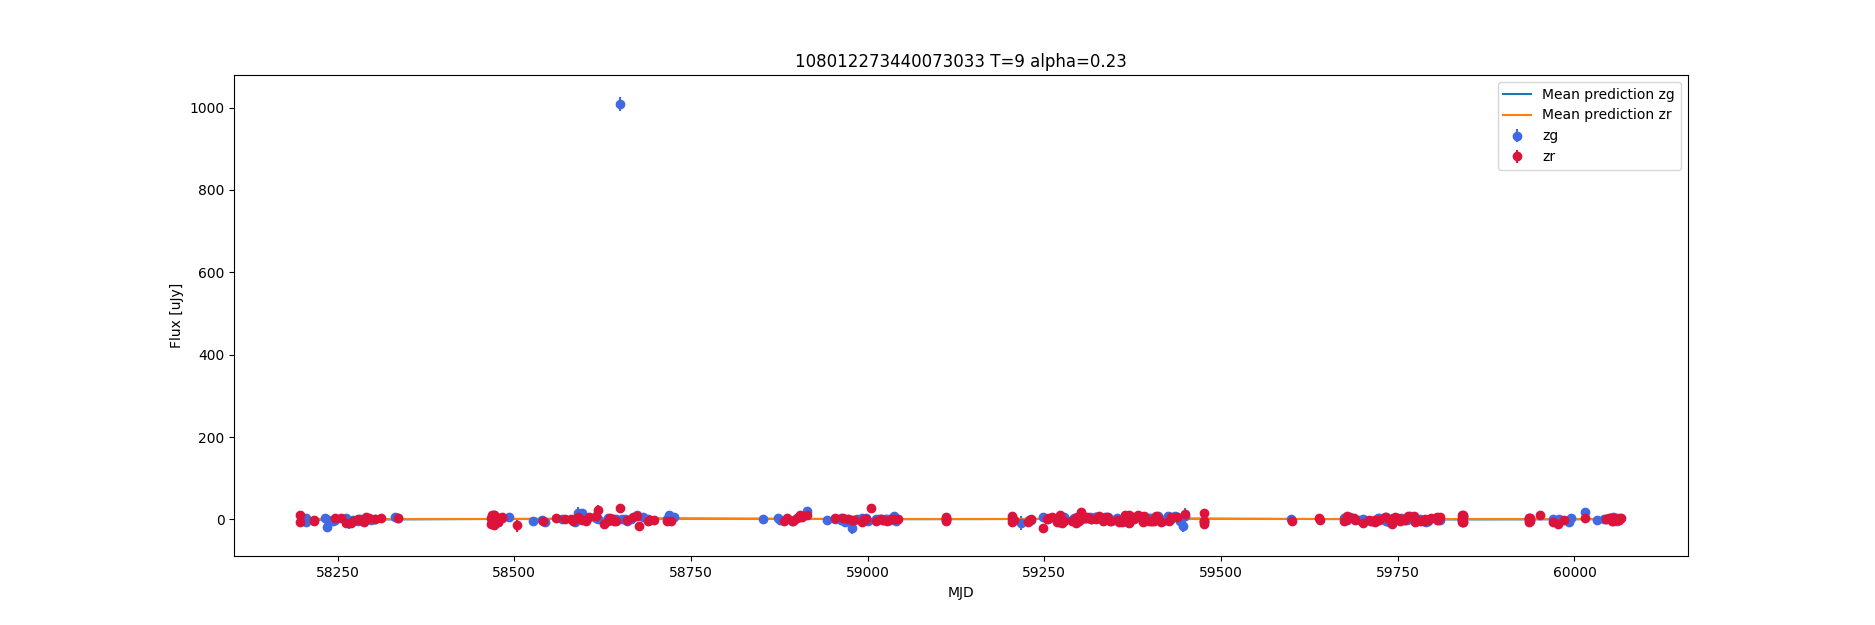 108012273440073033 T=9 alpha=0.23
Mean prediction zg
Mean prediction zr
zg
zr
1000
800
600
400
200
0
Flux [uJy]
58250 58500 58750 59000 59250 59500 59750 60000
MJD